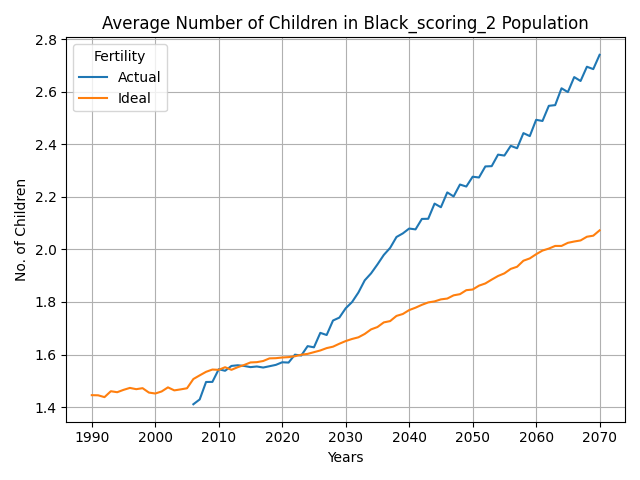 Average Number of Children in Black_scoring_2 Population
2.8
2.6
2.4
2.2
2.0
1.8
1.6
1.4
No. of Children
Fertility
Actual
Ideal
1990 2000 2010 2020 2030 2040 2050 2060 2070
Years